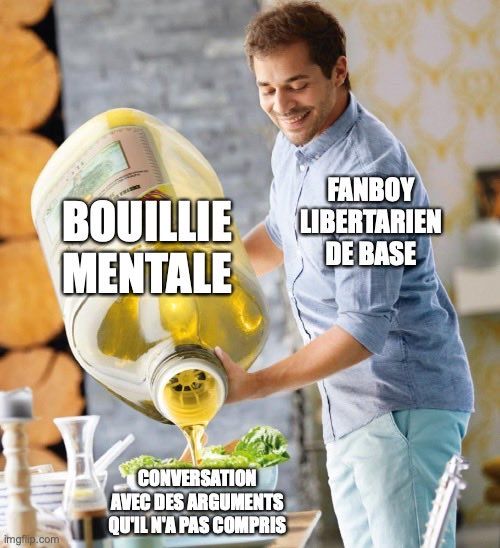 BOUILLIE
MENTALE
FANBOY
LIBERTARIEN
DE BASE
CONVERSATION
AVEC DES ARGUMENTS
QU'IL N'A PAS COMPRIS
imgflip.com